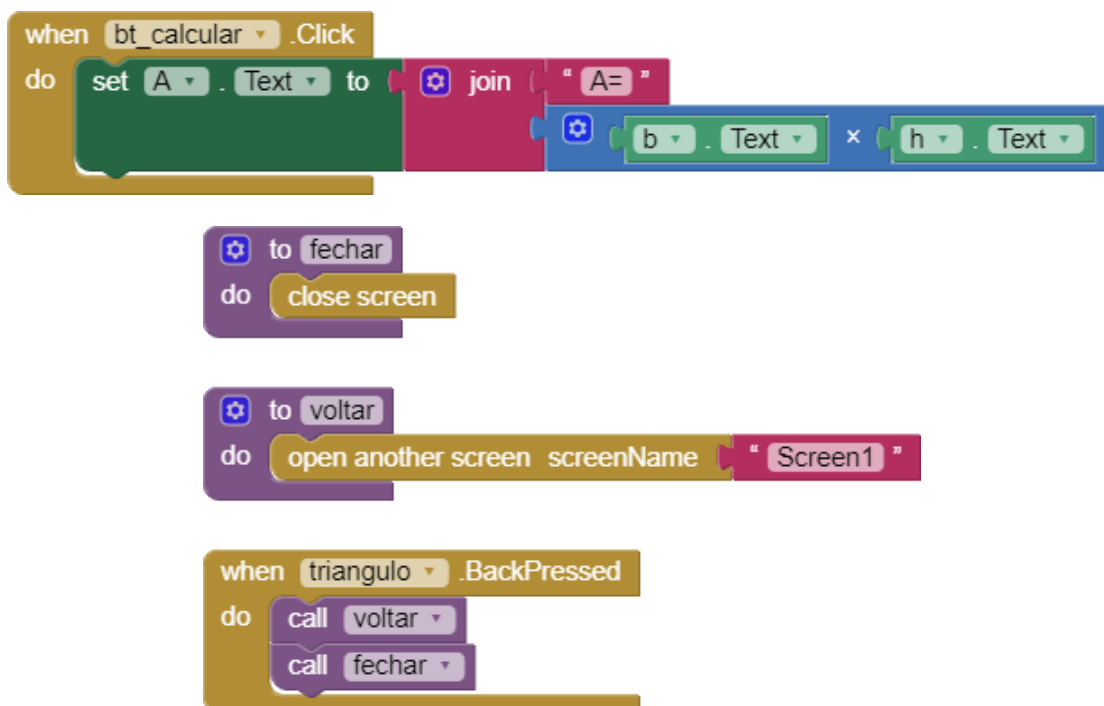 when bt_calcular .Click
do set A . Text to join " A= "
b . Text × h . Text
to fechar
do close screen
to voltar
do open another screen screenName " Screen1 "
when triangulo .BackPressed
do call voltar
call fechar